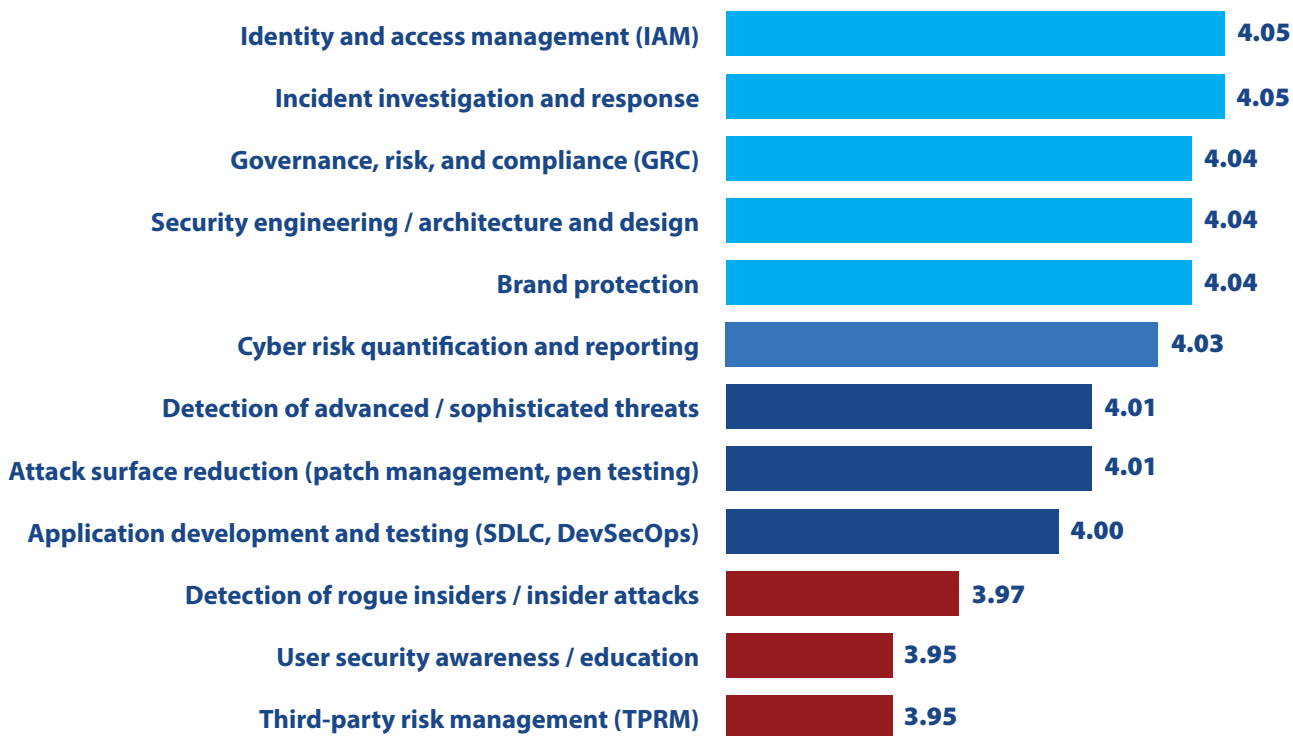 Identity and access management (IAM) 4.05
Incident investigation and response 4.05
Governance, risk, and compliance (GRC) 4.04
Security engineering / architecture and design 4.04
Brand protection 4.04
Cyber risk quantification and reporting 4.03
Detection of advanced / sophisticated threats 4.01
Attack surface reduction (patch management, pen testing) 4.01
Application development and testing (SDLC, DevSecOps) 4.00
Detection of rogue insiders / insider attacks 3.97
User security awareness / education 3.95
Third-party risk management (TPRM) 3.95